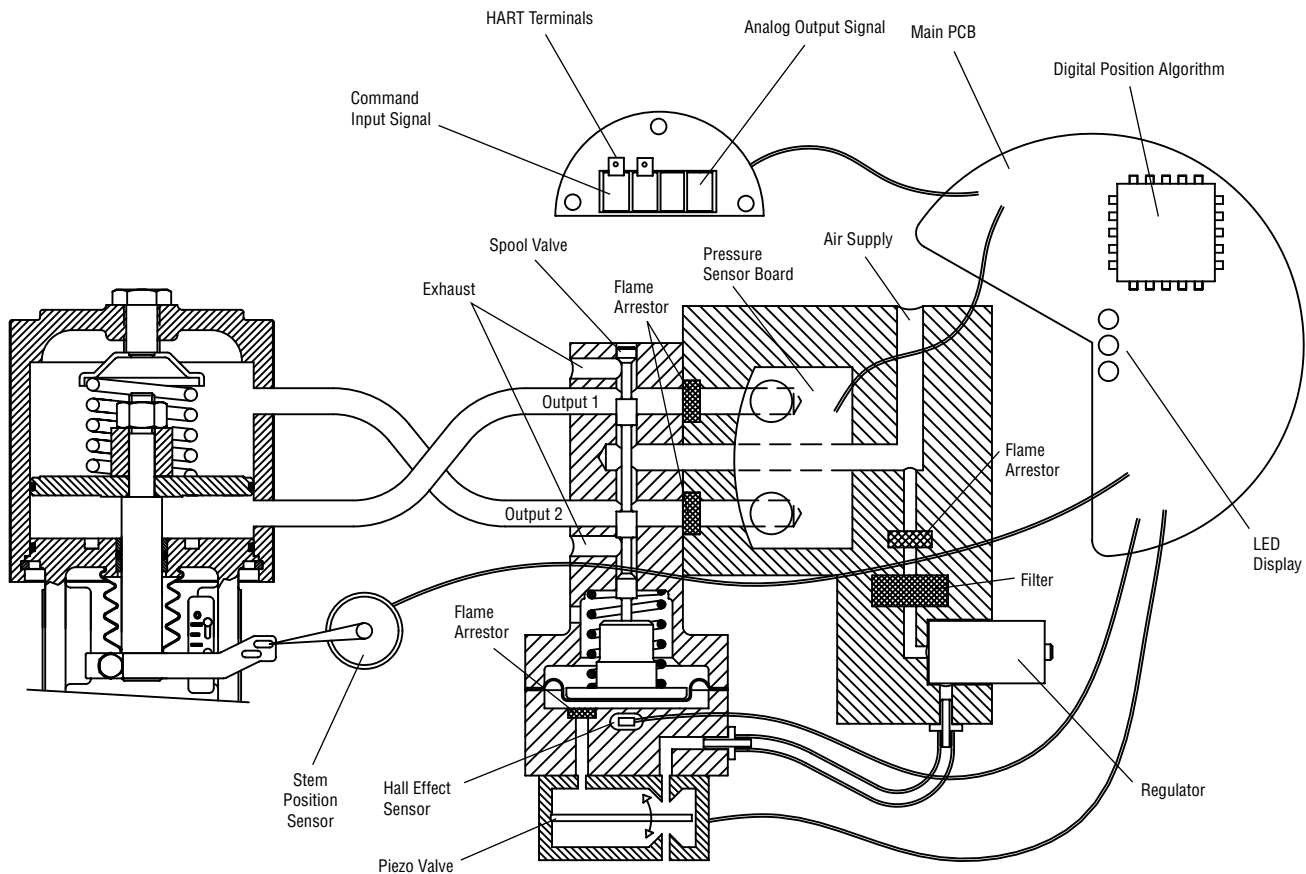 HART Terminals
Analog Output Signal
Main PCB
Digital Position Algorithm
Command
Input Signal
Spool Valve
Air Supply
Pressure
Sensor Board
Exhaust
Flame
Arrestor
Output 1
Output 2
Flame
Arrestor
LED
Display
Filter
Flame
Arrestor
Stem
Position
Sensor
Hall Effect
Sensor
Regulator
Piezo Valve